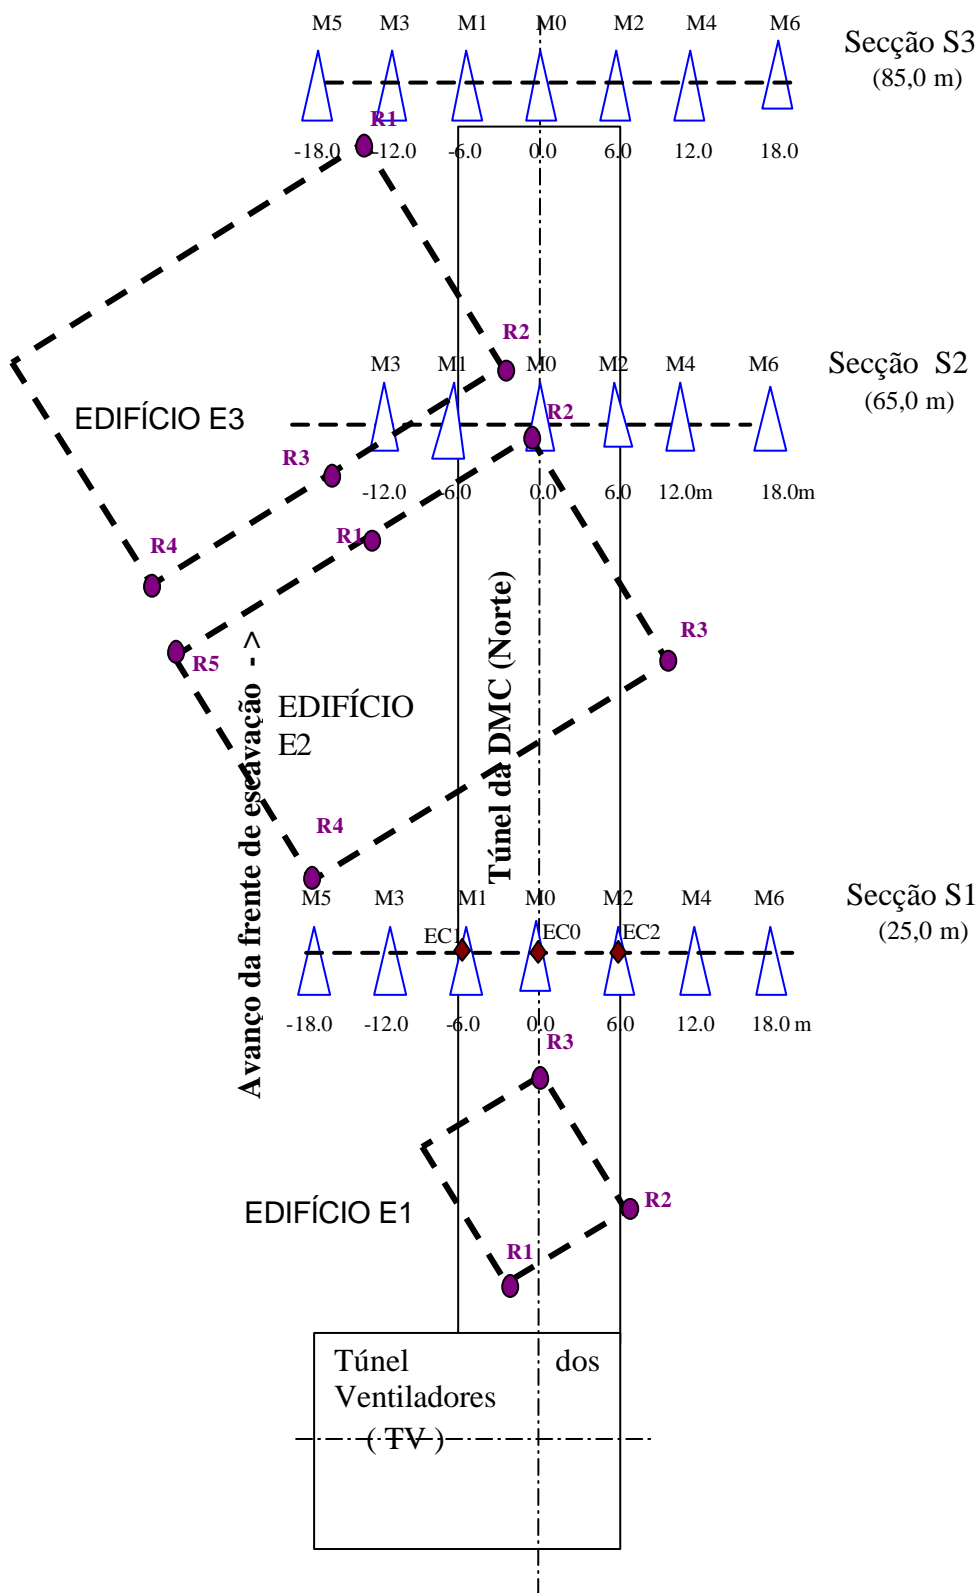 M5 M3 M1 M0 M2 M4 M6
Secção S3
(85,0 m)
R1
-18.0 -12.0 -6.0 0.0 6.0 12.0 18.0
R2
M3 M1 M0 M2 M4 M6
Secção S2
(65,0 m)
EDIFÍCIO E3
R2
R3
-12.0 -6.0 0.0 6.0 12.0m 18.0m
R1
R4
R3
R5
EDIFÍCIO
E2
Túnel da DMC (Norte)
Avanço da frente de escavação - >
R4
M5 M3 M1 M0 M2 M4 M6
Secção S1
(25,0 m)
EC1 EC0 EC2
-18.0 -12.0 -6.0 0.0 6.0 12.0 18.0 m
R3
EDIFÍCIO E1
R2
R1
Túnel dos
Ventiladores
( TV )